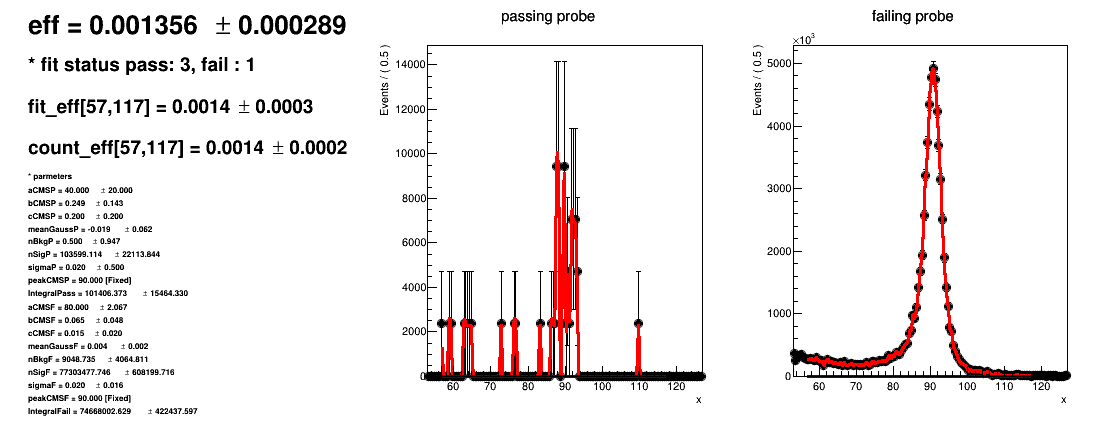 eff = 0.001356 ± 0.000289
* fit status pass: 3, fail : 1
fit_eff[57,117] = 0.0014 ± 0.0003
count_eff[57,117] = 0.0014 ± 0.0002
* parmeters
aCMSP = 40.000 ± 20.000
bCMSP = 0.249 ± 0.143
cCMSP = 0.200 ± 0.200
meanGaussP = -0.019 ± 0.062
nBkgP = 0.500 ± 0.947
nSigP = 103599.114 ± 22113.844
sigmaP = 0.020 ± 0.500
peakCMSP = 90.000 [Fixed]
IntegralPass = 101406.373 ± 15464.330
aCMSF = 80.000 ± 2.067
bCMSF = 0.065 ± 0.048
cCMSF = 0.015 ± 0.020
meanGaussF = 0.004 ± 0.002
nBkgF = 9048.735 ± 4064.811
nSigF = 77303477.746 ± 608199.716
sigmaF = 0.020 ± 0.016
peakCMSF = 90.000 [Fixed]
IntegralFail = 74668002.629 ± 422437.597
passing probe
Events / ( 0.5 )
14000
12000
10000
8000
6000
4000
2000
0
60 70 80 90 100 110 120
x
failing probe
×10³
Events / ( 0.5 )
5000
4000
3000
2000
1000
0
60 70 80 90 100 110 120
x